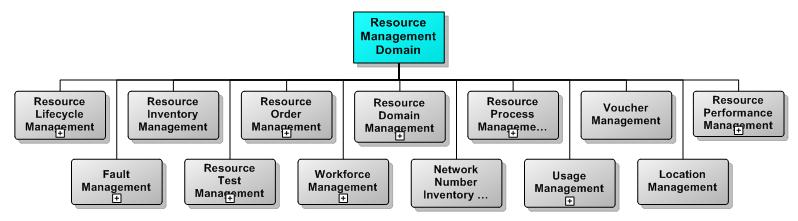 Resource
Management
Domain
Resource
Lifecycle
Management
Resource
Inventory
Management
Resource
Order
Management
Resource
Domain
Management
Resource
Process
Manageme...
Voucher
Management
Resource
Performance
Management
Fault
Management
Resource
Test
Management
Workforce
Management
Network
Number
Inventory ...
Usage
Management
Location
Management